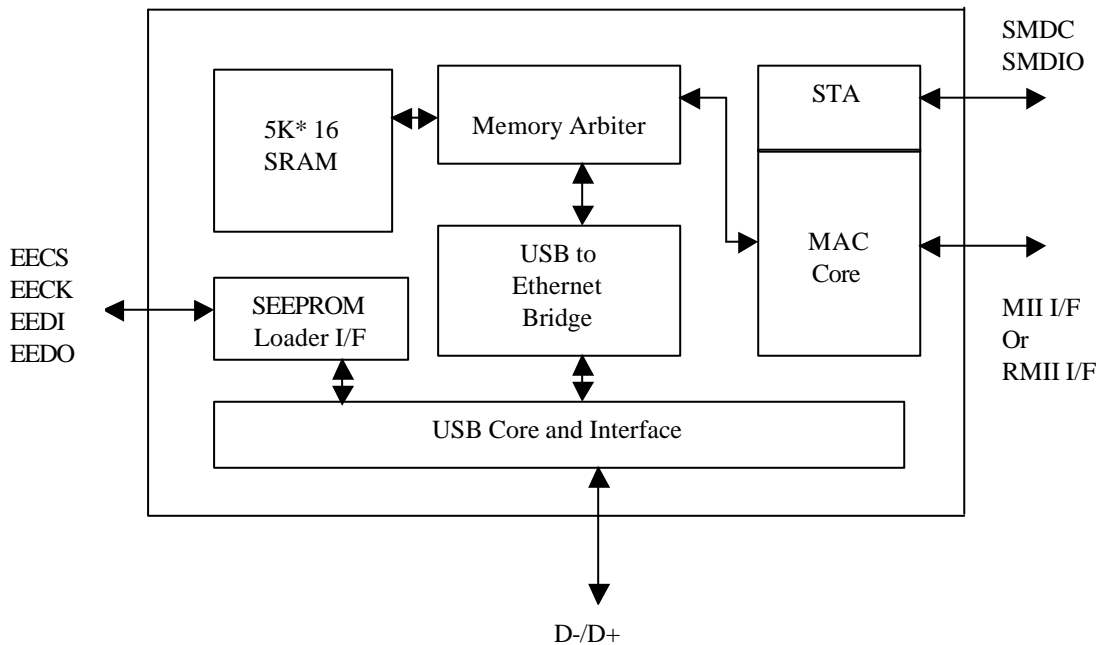 SMDC
SMDIO
STA
5K* 16
SRAM
Memory Arbiter
MAC
Core
USB to
Ethernet
Bridge
EECS
EECK
EEDI
EEDO
SEEPROM
Loader I/F
MII I/F
Or
RMII I/F
USB Core and Interface
D-/D+